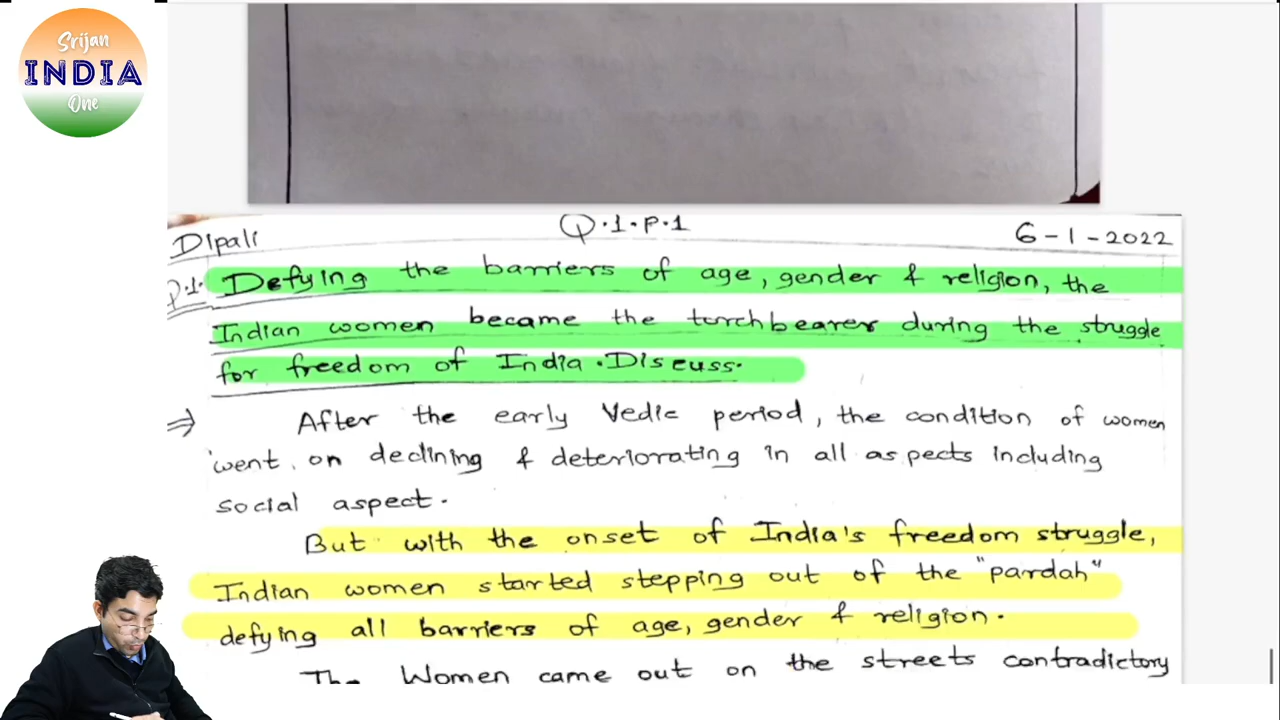 Srijan
INDIA
One
Dipali
Q.1.P.1
6-1-2022
Q.1. Defying the barriers of age, gender & religion, the
Indian women became the torchbearer during the struggle
for freedom of India. Discuss.
⇒ After the early Vedic period, the condition of women
went on declining & deteriorating in all aspects including
social aspect.
But with the onset of India's freedom struggle,
Indian women started stepping out of the "pardah"
defying all barriers of age, gender & religion.
The Women came out on the streets contradictory